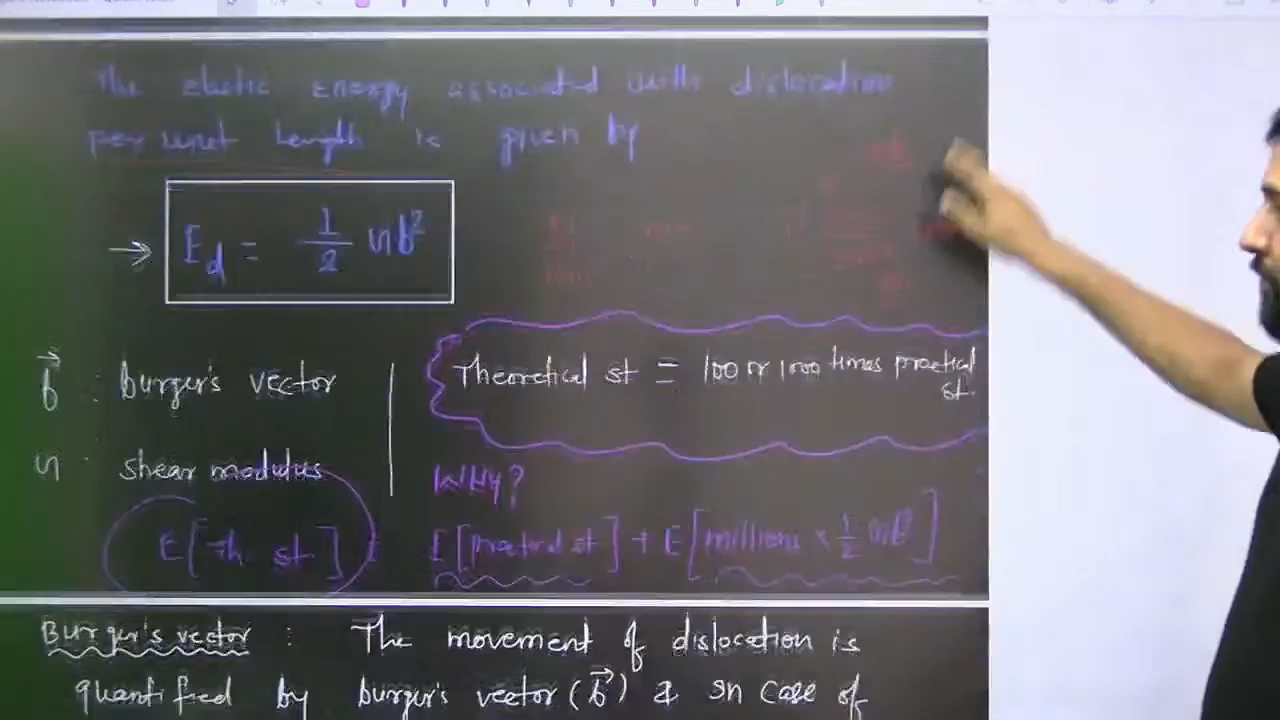 The elastic Energy associated with dislocation
per unit Length is given by
→ Ed = 1/2 Gb²
b⃗ : burger's vector
G : shear modulus
Theoretical st = 100 or 1000 times practical
st.
WHY?
E[Th. st.] = E[practical st] + E[millions × 1/2 Gb²]
Burger's vector : The movement of dislocation is
quantified by burger's vector (b⃗) & in case of